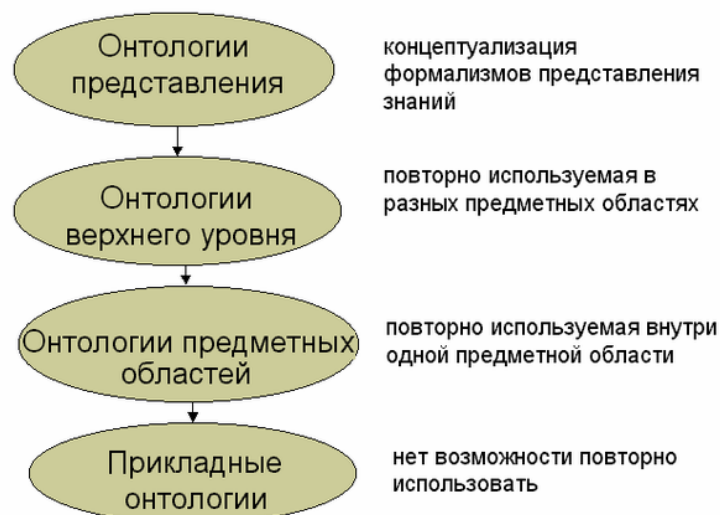 Онтологии
представления
концептуализация
формализмов представления
знаний
Онтологии
верхнего уровня
повторно используемая в
разных предметных областях
Онтологии предметных
областей
повторно используемая внутри
одной предметной области
Прикладные
онтологии
нет возможности повторно
использовать